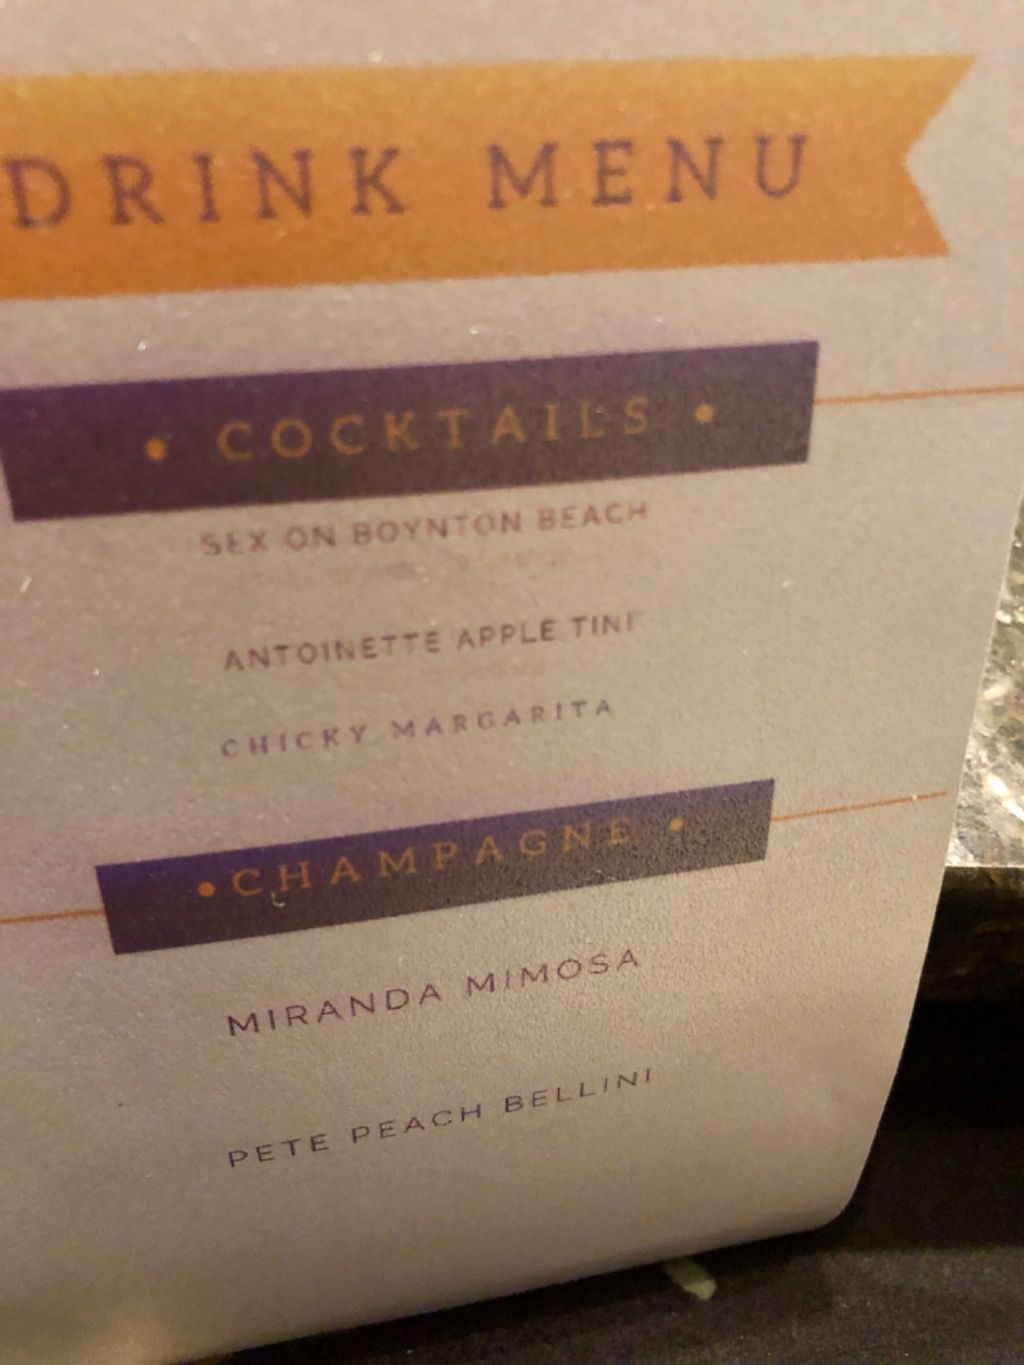 DRINK MENU
• COCKTAILS •
SEX ON BOYNTON BEACH
ANTOINETTE APPLE TINI
CHICKY MARGARITA
• CHAMPAGNE •
MIRANDA MIMOSA
PETE PEACH BELLINI